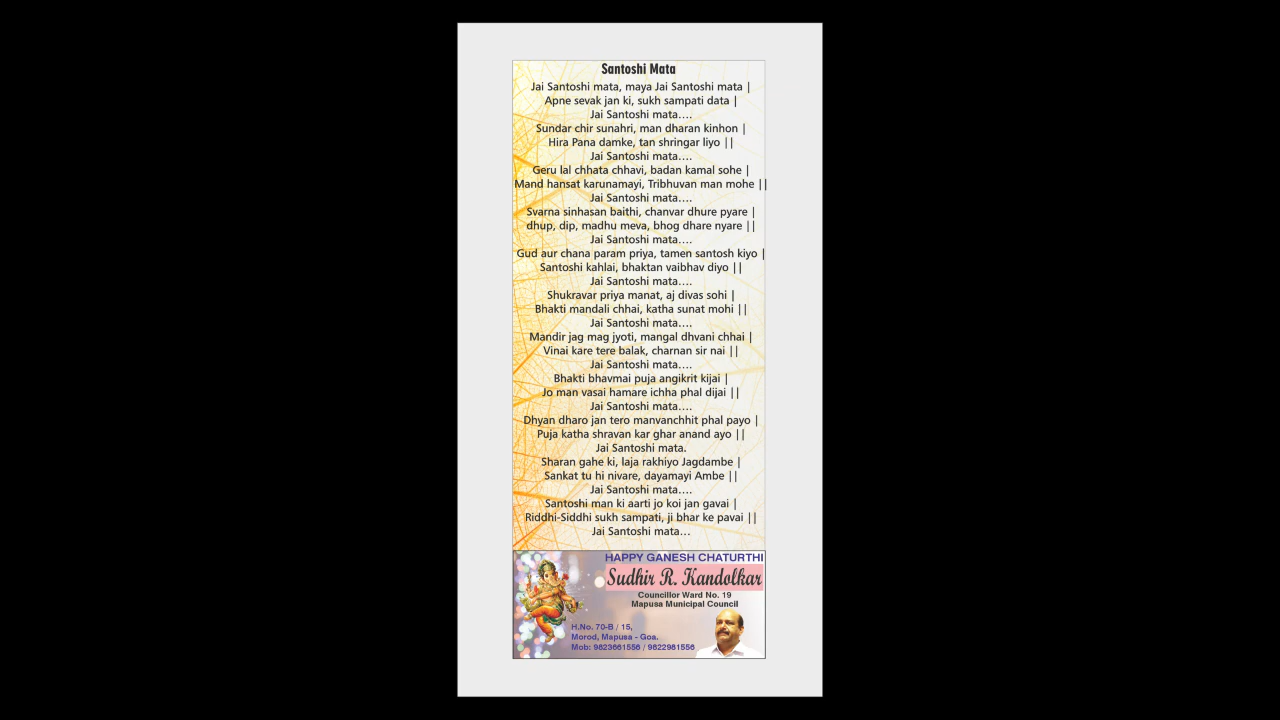 Santoshi Mata
Jai Santoshi mata, maya Jai Santoshi mata |
Apne sevak jan ki, sukh sampati data |
Jai Santoshi mata....
Sundar chir sunahri, man dharan kinhon |
Hira Pana damke, tan shringar liyo ||
Jai Santoshi mata....
Geru lal chhata chhavi, badan kamal sohe |
Mand hansat karunamayi, Tribhuvan man mohe ||
Jai Santoshi mata....
Svarna sinhasan baithi, chanvar dhure pyare |
dhup, dip, madhu meva, bhog dhare nyare ||
Jai Santoshi mata....
Gud aur chana param priya, tamen santosh kiyo |
Santoshi kahlai, bhaktan vaibhav diyo ||
Jai Santoshi mata....
Shukravar priya manat, aj divas sohi |
Bhakti mandali chhai, katha sunat mohi ||
Jai Santoshi mata....
Mandir jag mag jyoti, mangal dhvani chhai |
Vinai kare tere balak, charnan sir nai ||
Jai Santoshi mata....
Bhakti bhavmai puja angikrit kijai |
Jo man vasai hamare ichha phal dijai ||
Jai Santoshi mata....
Dhyan dharo jan tero manvanchhit phal payo |
Puja katha shravan kar ghar anand ayo ||
Jai Santoshi mata.
Sharan gahe ki, laja rakhiyo Jagdambe |
Sankat tu hi nivare, dayamayi Ambe ||
Jai Santoshi mata....
Santoshi man ki aarti jo koi jan gavai |
Riddhi-Siddhi sukh sampati, ji bhar ke pavai ||
Jai Santoshi mata...
HAPPY GANESH CHATURTHI
Sudhir R. Kandolkar
Councillor Ward No. 19
Mapusa Municipal Council
H.No. 70-B / 15,
Morod, Mapusa - Goa.
Mob: 9823661556 / 9822981556